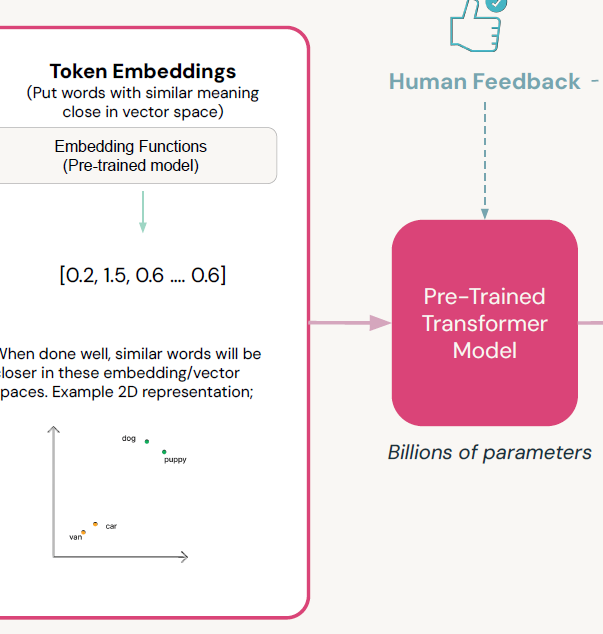 Token Embeddings
(Put words with similar meaning
close in vector space)
Embedding Functions
(Pre-trained model)
[0.2, 1.5, 0.6 .... 0.6]
When done well, similar words will be
closer in these embedding/vector
spaces. Example 2D representation;
dog
puppy
car
van
Human Feedback -
Pre-Trained
Transformer
Model
Billions of parameters